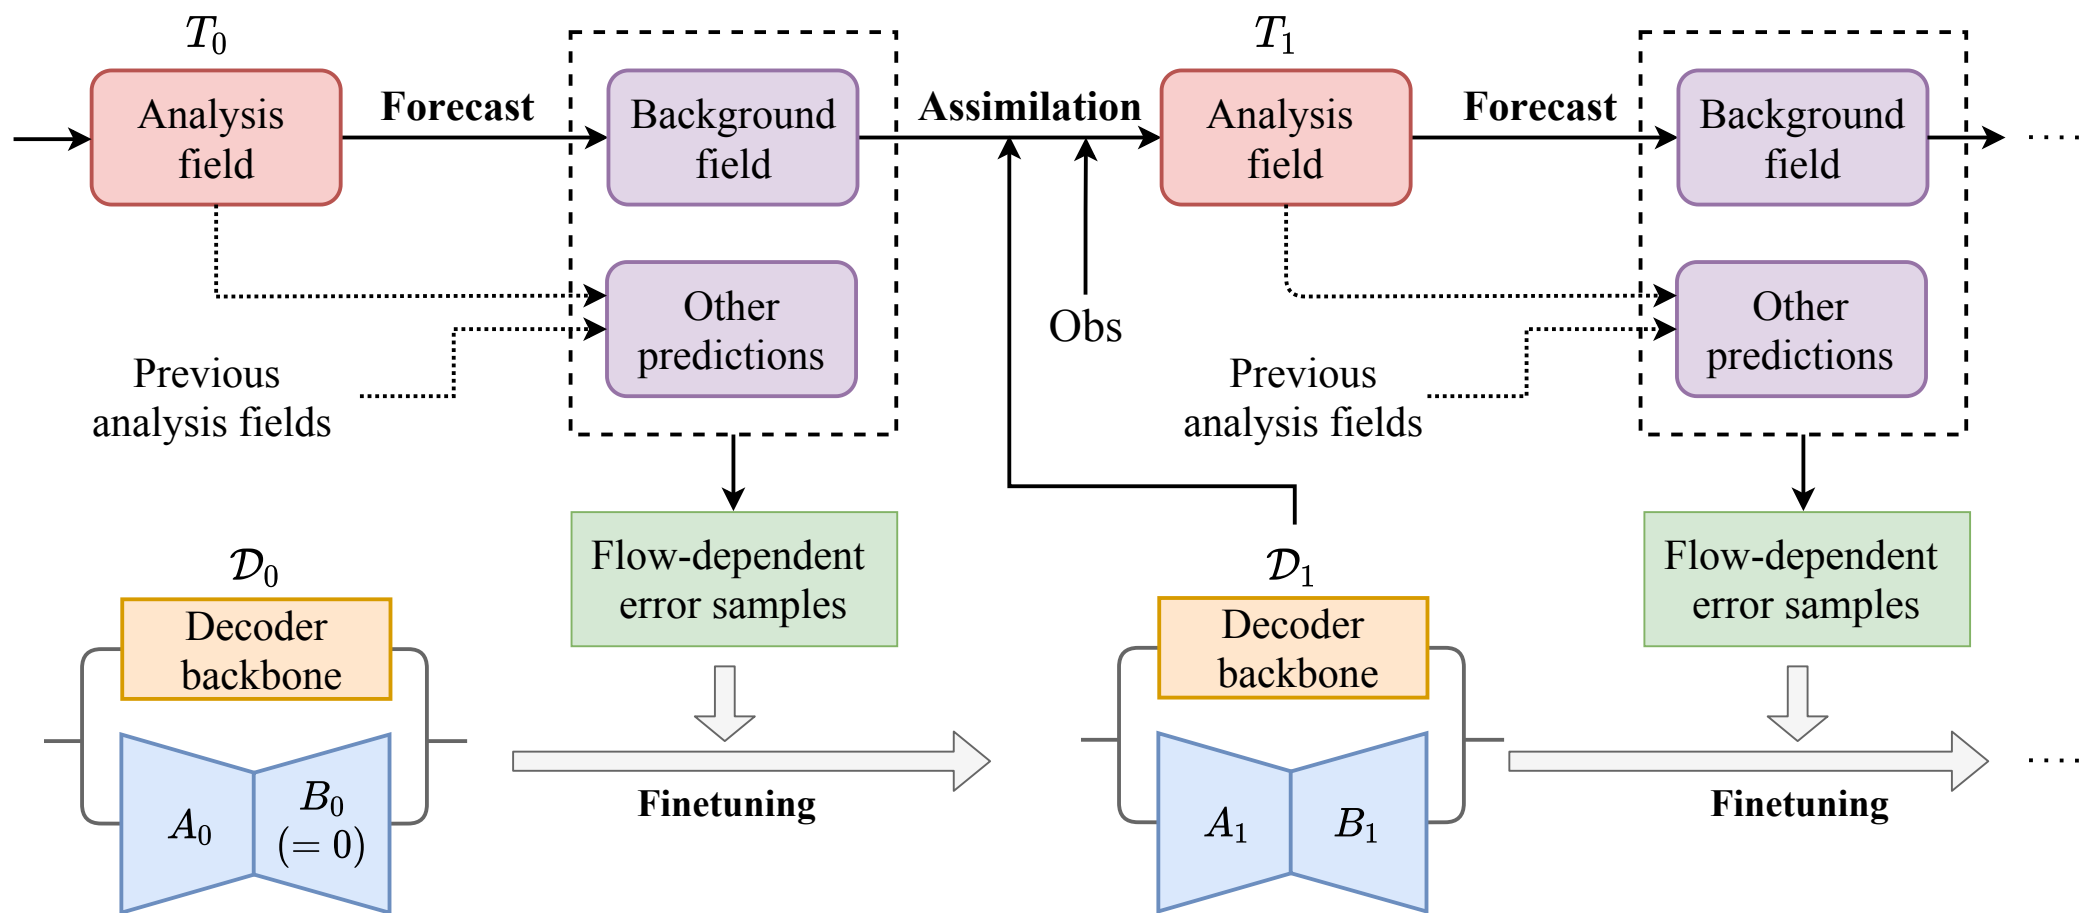 T₀
T₁
Analysis
field
Forecast
Background
field
Assimilation
Analysis
field
Forecast
Background
field
. . . .
Other
predictions
Obs
Other
predictions
Previous
analysis fields
Previous
analysis fields
Flow-dependent
error samples
Flow-dependent
error samples
𝒟₀
Decoder
backbone
𝒟₁
Decoder
backbone
A₀
B₀
(= 0)
Finetuning
A₁
B₁
Finetuning
. . . .